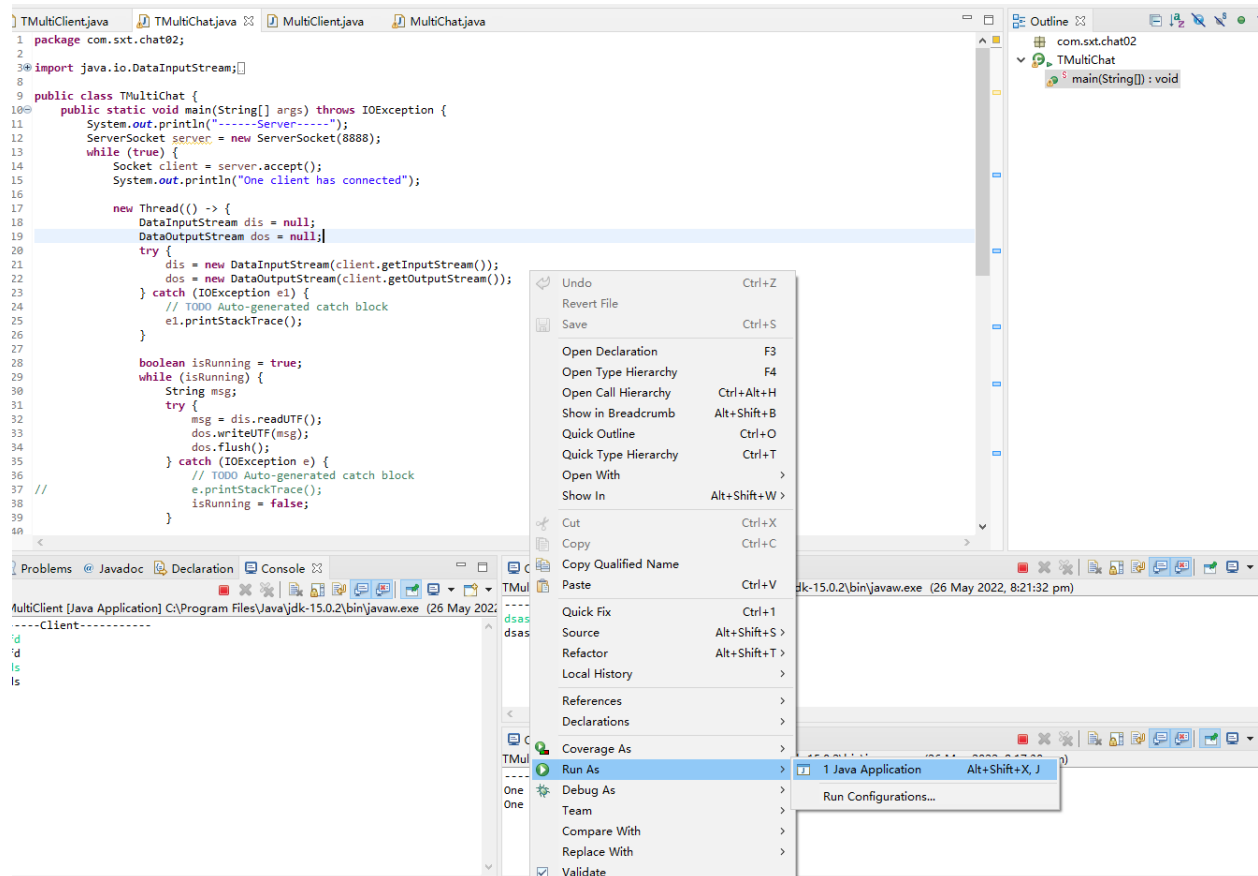 TMultiClient.java TMultiChat.java MultiClient.java MultiChat.java
1 package com.sxt.chat02;
2
3 import java.io.DataInputStream;
8
9 public class TMultiChat {
10 public static void main(String[] args) throws IOException {
11 System.out.println("------Server-----");
12 ServerSocket server = new ServerSocket(8888);
13 while (true) {
14 Socket client = server.accept();
15 System.out.println("One client has connected");
16
17 new Thread(() -> {
18 DataInputStream dis = null;
19 DataOutputStream dos = null;
20 try {
21 dis = new DataInputStream(client.getInputStream());
22 dos = new DataOutputStream(client.getOutputStream());
23 } catch (IOException e1) {
24 // TODO Auto-generated catch block
25 e1.printStackTrace();
26 }
27
28 boolean isRunning = true;
29 while (isRunning) {
30 String msg;
31 try {
32 msg = dis.readUTF();
33 dos.writeUTF(msg);
34 dos.flush();
35 } catch (IOException e) {
36 // TODO Auto-generated catch block
37 // e.printStackTrace();
38 isRunning = false;
39 }
40
Outline
com.sxt.chat02
TMultiChat
main(String[]) : void
Undo Ctrl+Z
Revert File
Save Ctrl+S
Open Declaration F3
Open Type Hierarchy F4
Open Call Hierarchy Ctrl+Alt+H
Show in Breadcrumb Alt+Shift+B
Quick Outline Ctrl+O
Quick Type Hierarchy Ctrl+T
Open With >
Show In Alt+Shift+W >
Cut Ctrl+X
Copy Ctrl+C
Copy Qualified Name
Paste Ctrl+V
Quick Fix Ctrl+1
Source Alt+Shift+S >
Refactor Alt+Shift+T >
Local History >
References >
Declarations >
Coverage As >
Run As >
Debug As >
Team >
Compare With >
Replace With >
Validate
1 Java Application Alt+Shift+X, J
Run Configurations...
Problems @ Javadoc Declaration Console
MultiClient [Java Application] C:\Program Files\Java\jdk-15.0.2\bin\javaw.exe (26 May 2022
----Client-----------
fd
fd
ls
ls
TMul dk-15.0.2\bin\javaw.exe (26 May 2022, 8:21:32 pm)
----
dsas
dsas
TMul
----
One
One